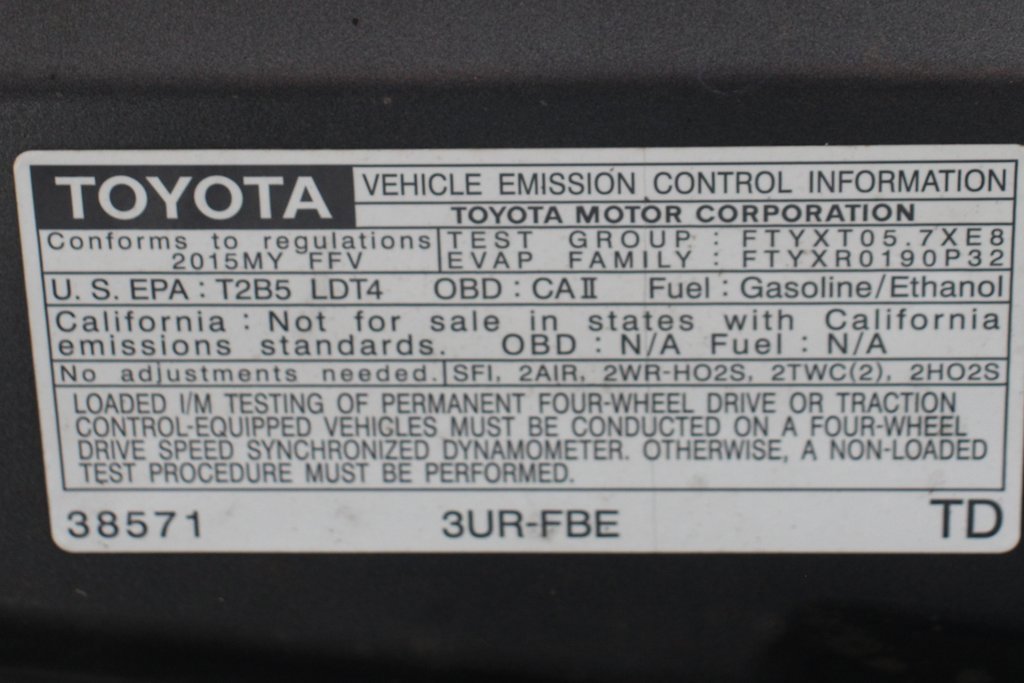 TOYOTA VEHICLE EMISSION CONTROL INFORMATION
TOYOTA MOTOR CORPORATION
Conforms to regulations
2015MY FFV
TEST GROUP : FTYXT05.7XE8
EVAP FAMILY : FTYXR0190P32
U.S. EPA : T2B5 LDT4 OBD : CAⅡ Fuel : Gasoline/Ethanol
California : Not for sale in states with California
emissions standards. OBD : N/A Fuel : N/A
No adjustments needed. SFI, 2AIR, 2WR-HO2S, 2TWC(2), 2HO2S
LOADED I/M TESTING OF PERMANENT FOUR-WHEEL DRIVE OR TRACTION
CONTROL-EQUIPPED VEHICLES MUST BE CONDUCTED ON A FOUR-WHEEL
DRIVE SPEED SYNCHRONIZED DYNAMOMETER. OTHERWISE, A NON-LOADED
TEST PROCEDURE MUST BE PERFORMED.
38571 3UR-FBE TD